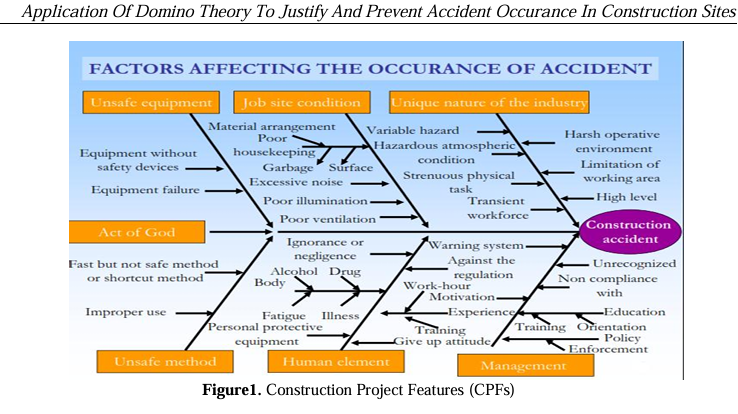 Application Of Domino Theory To Justify And Prevent Accident Occurance In Construction Sites
FACTORS AFFECTING THE OCCURANCE OF ACCIDENT
Unsafe equipment
Job site condition
Unique nature of the industry
Equipment without
safety devices
Equipment failure
Material arrangement
Poor
housekeeping
Garbage
Surface
Excessive noise
Poor illumination
Poor ventilation
Variable hazard
Hazardous atmospheric
condition
Strenuous physical
task
Transient
workforce
Harsh operative
environment
Limitation of
working area
High level
Act of God
Construction
accident
Fast but not safe method
or shortcut method
Improper use
Unsafe method
Ignorance or
negligence
Alcohol
Drug
Body
Fatigue
Illness
Personal protective
equipment
Against the
regulation
Work-hour
Experience
Training
Give up attitude
Human element
Warning system
Motivation
Unrecognized
Non compliance
with
Education
Training
Orientation
Policy
Enforcement
Management
Figure1. Construction Project Features (CPFs)